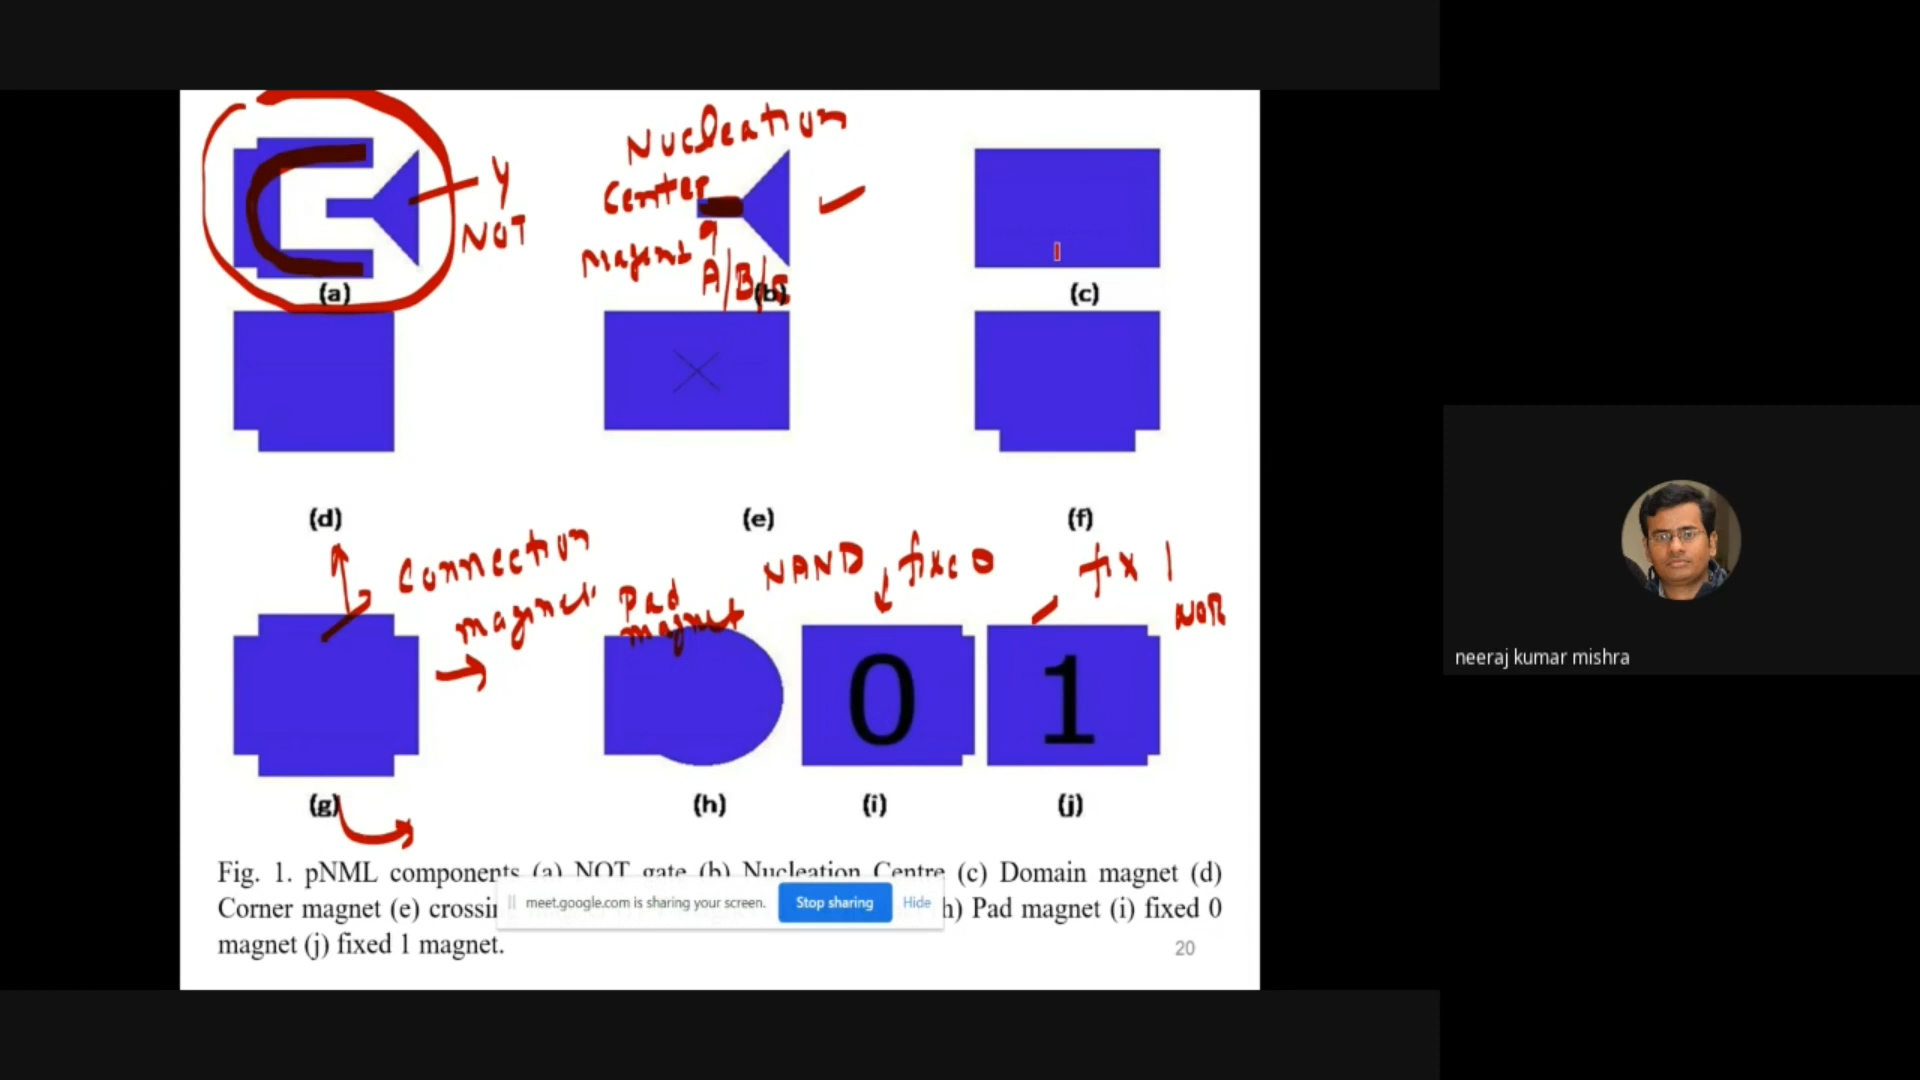 Nucleation
Center
magnet
A/B/
Y
NOT
(a)
(b)
(c)
(d)
(e)
(f)
Connection
magnet.
Pad
magnet
NAND
fixe 0
fix 1
NOR
0
1
(g)
(h)
(i)
(j)
Fig. 1. pNML components (a) NOT gate (b) Nucleation Centre (c) Domain magnet (d)
Corner magnet (e) crossin h) Pad magnet (i) fixed 0
magnet (j) fixed 1 magnet.
meet.google.com is sharing your screen.
Stop sharing
Hide
20
neeraj kumar mishra